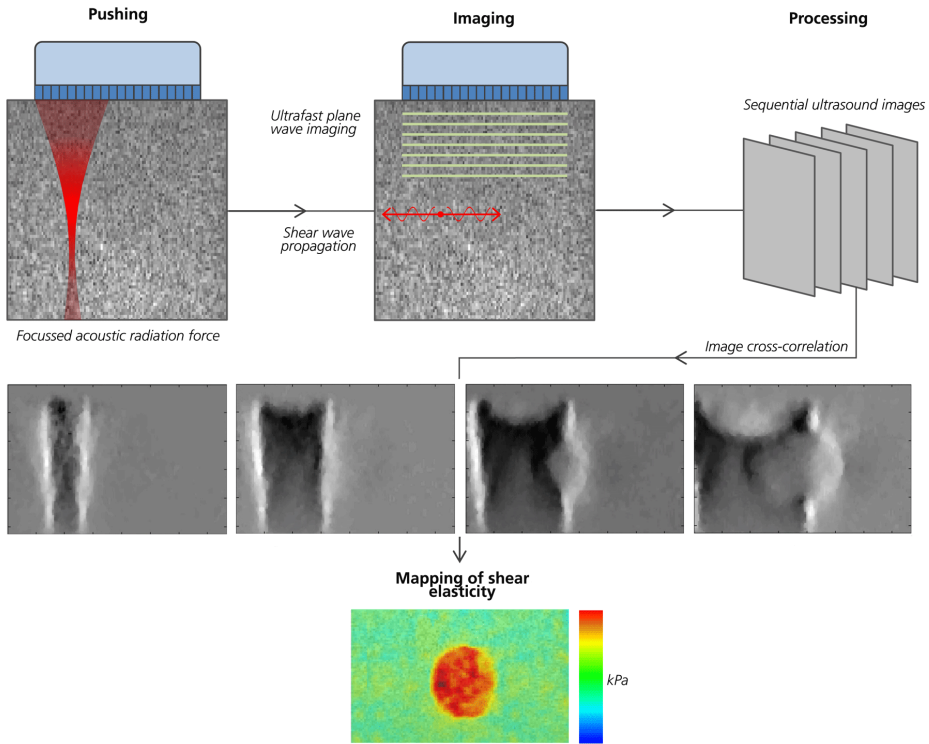 Pushing
Imaging
Processing
Ultrafast plane
wave imaging
Sequential ultrasound images
Shear wave
propagation
Focussed acoustic radiation force
Image cross-correlation
Mapping of shear
elasticity
kPa